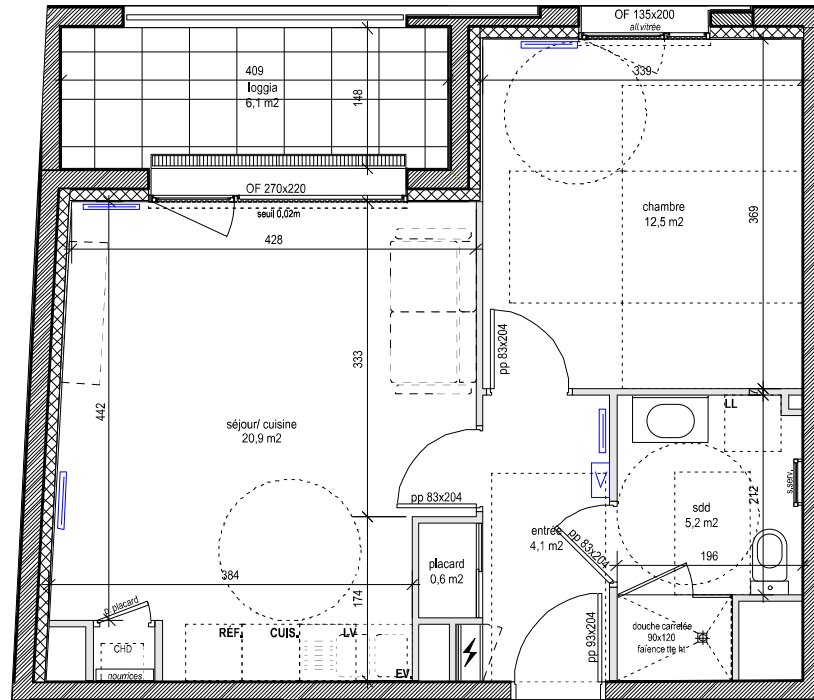 OF 135x200
all.vitrée
409
loggia
6,1 m2
148
339
OF 270x220
seuil 0,02m
428
chambre
12,5 m2
369
333
pp 83x204
442
séjour/ cuisine
20,9 m2
LL
pp 83x204
212
s.serv.
sdd
5,2 m2
entrée
4,1 m2
pp 83x204
placard
0,6 m2
196
384
174
p.placard
REF.
CUIS.
LV
CHD
nourrices
EV.
pp 93x204
douche carrelée
90x120
faïence tte ht